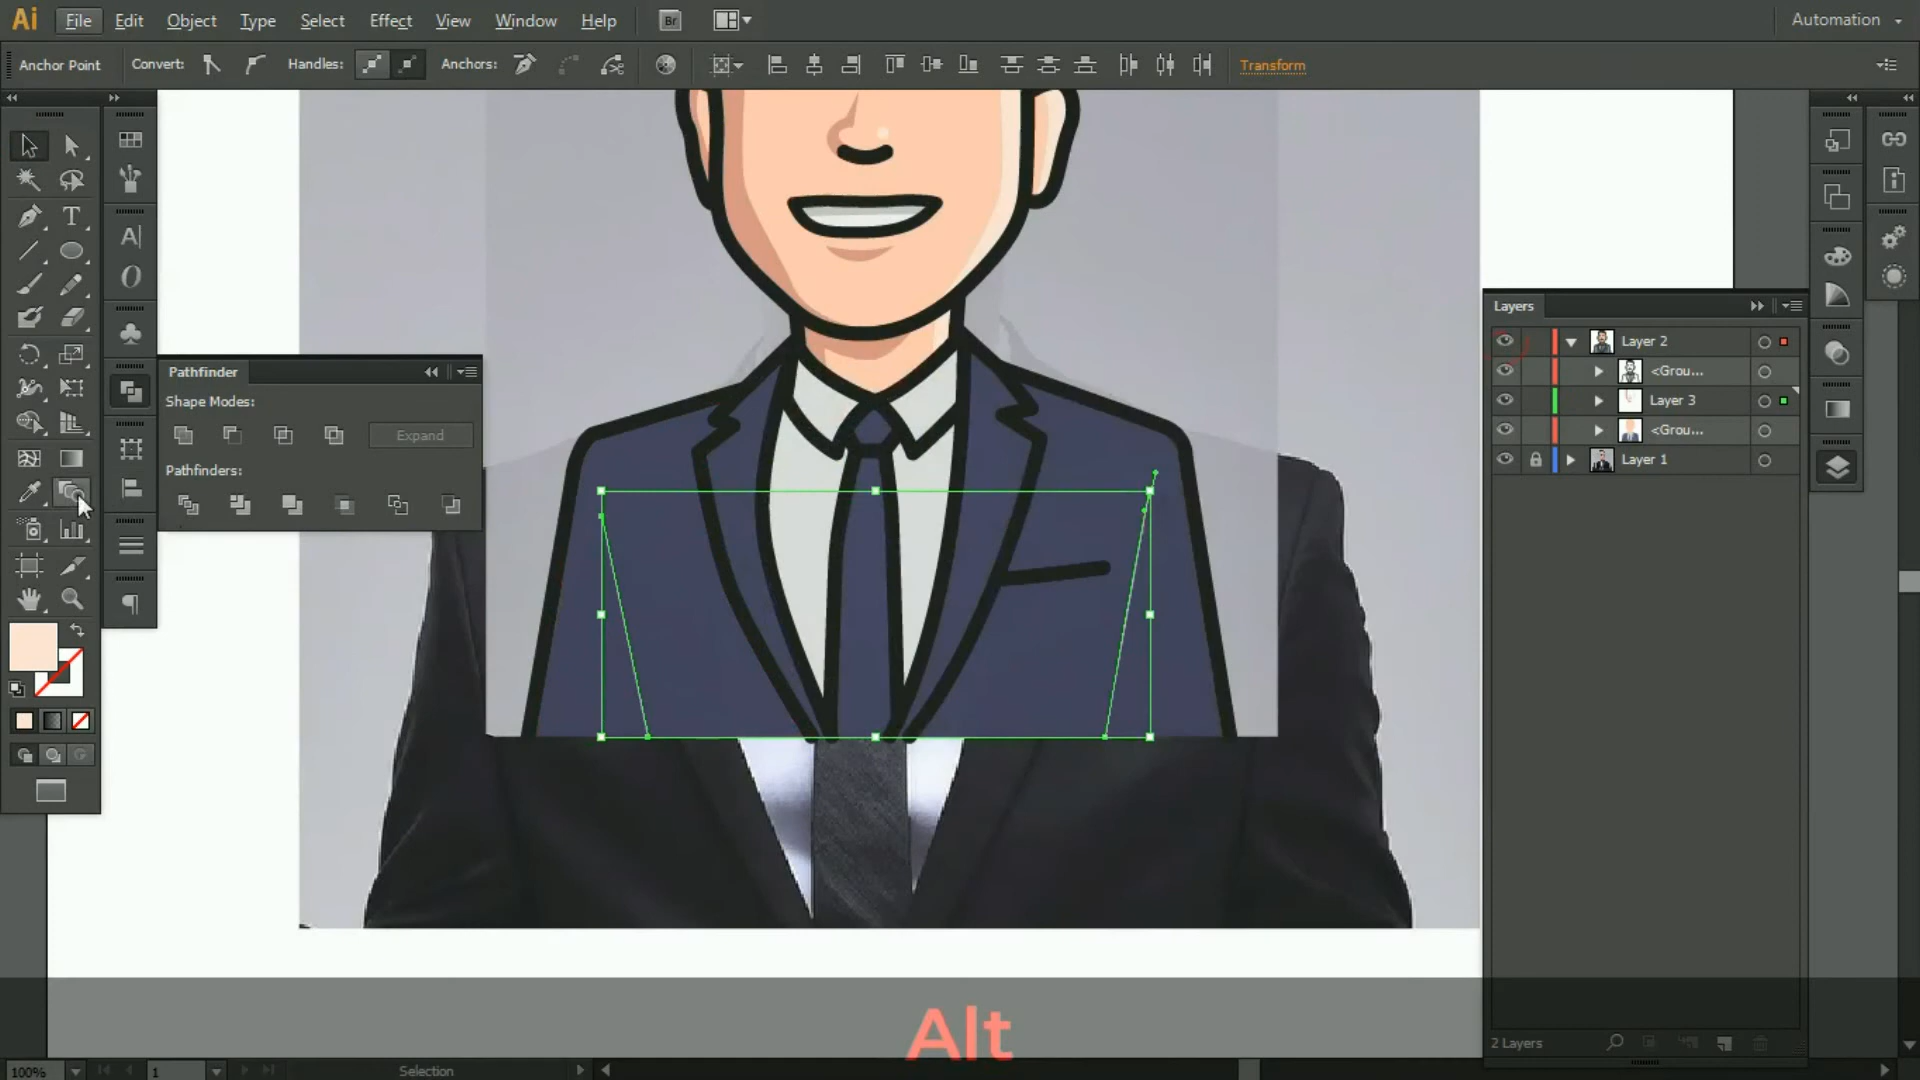 Ai File Edit Object Type Select Effect View Window Help Br Automation
Anchor Point Convert: Handles: Anchors: Transform
Layers
Layer 2
<Grou...
Layer 3
<Grou...
Layer 1
Pathfinder
Shape Modes:
Expand
Pathfinders:
2 Layers
Alt
100% 1 Selection